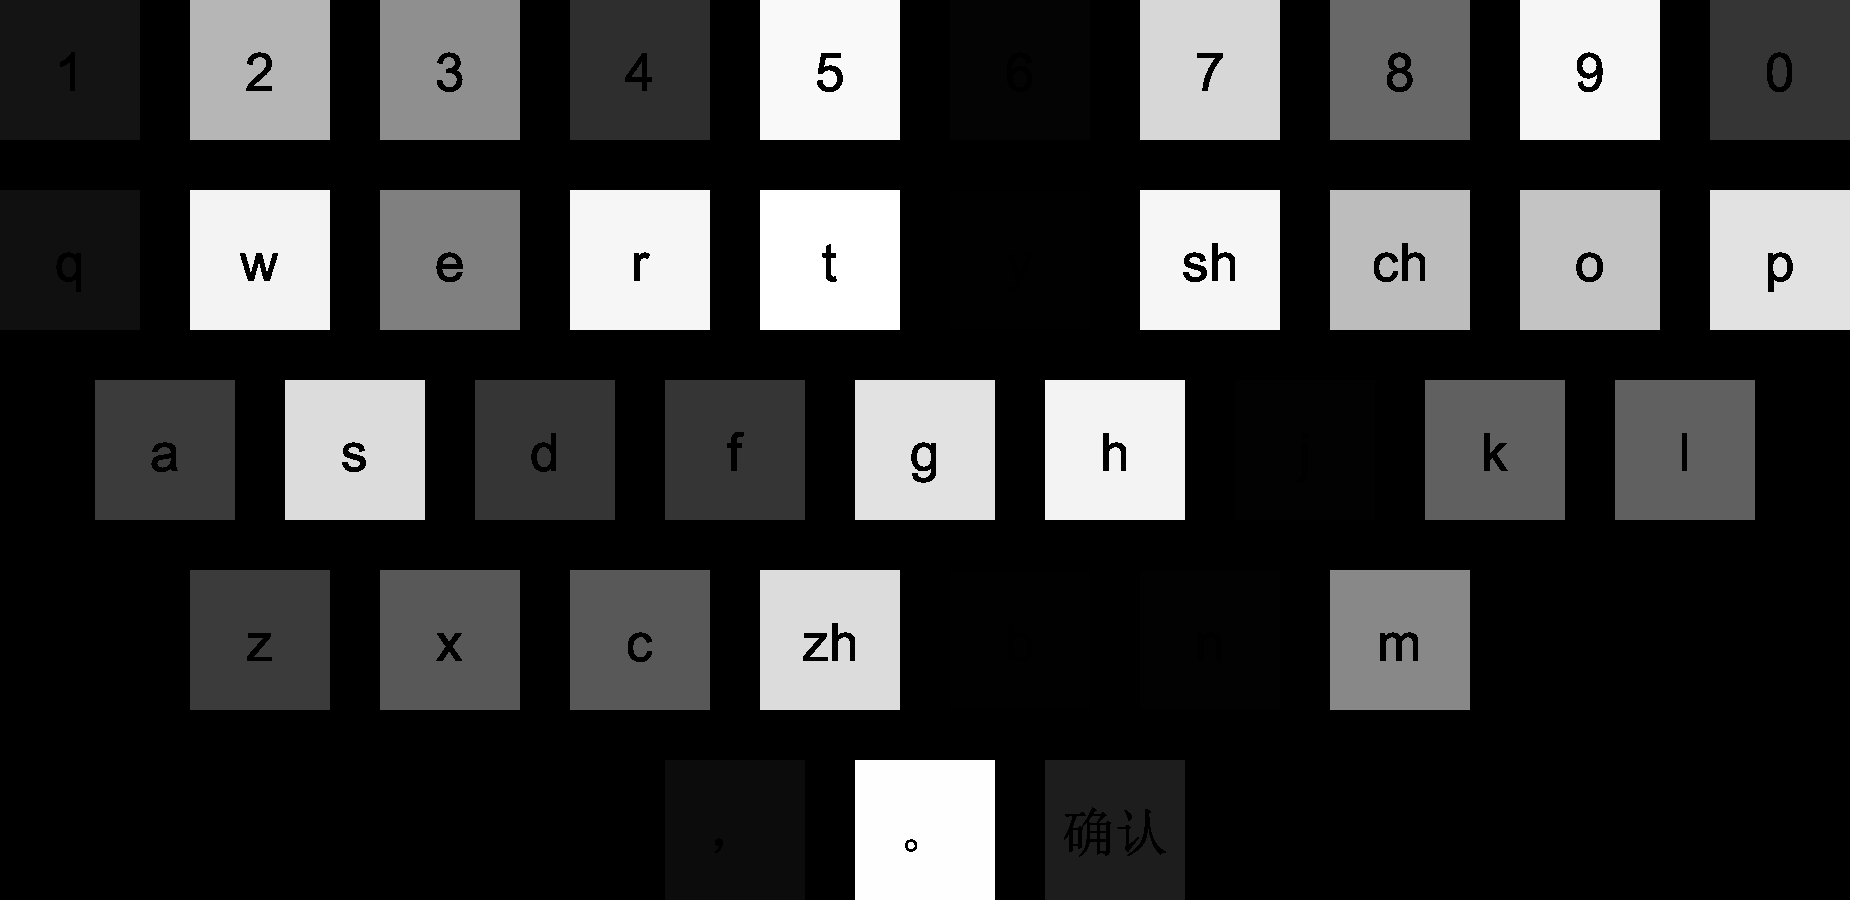 1 2 3 4 5 6 7 8 9 0
q w e r t y sh ch o p
a s d f g h j k l
z x c zh b n m
， 。 确认